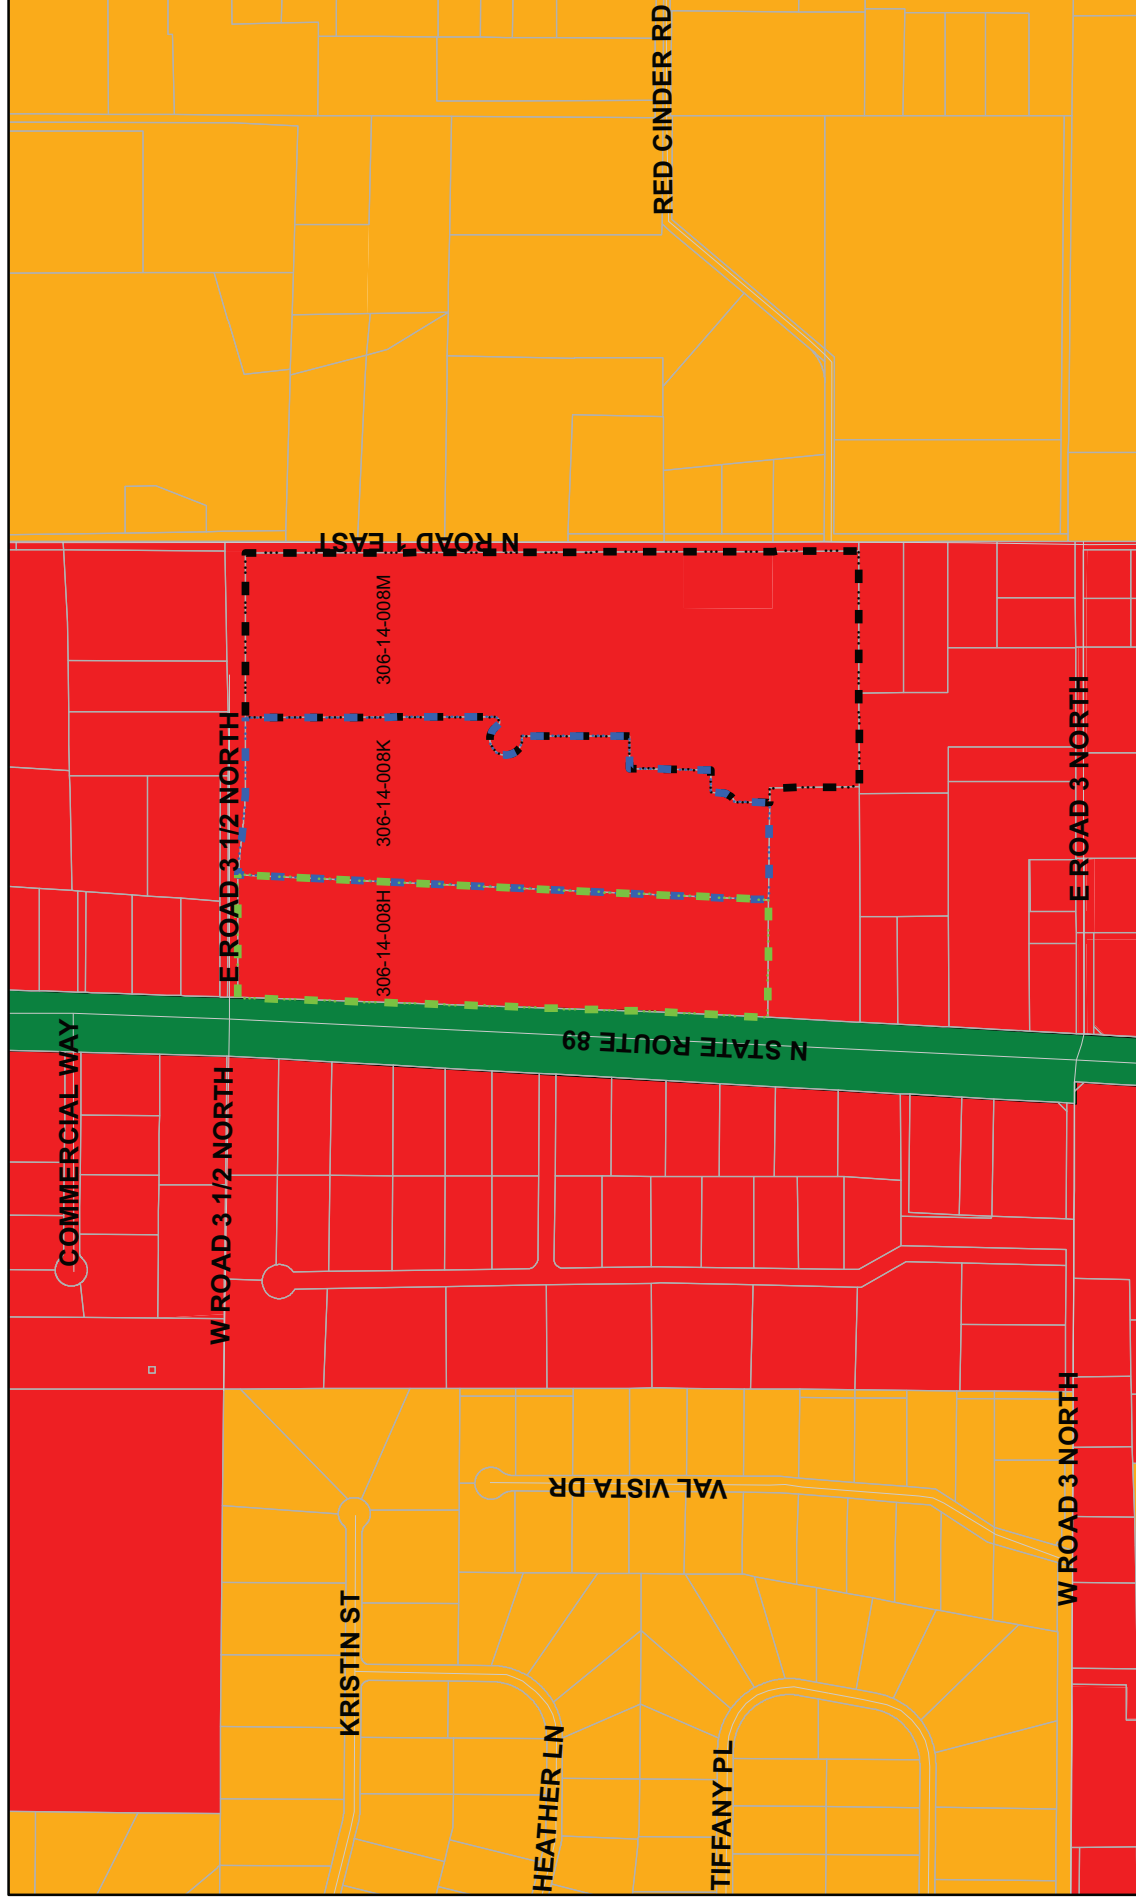 RED CINDER RD
N ROAD 1 EAST
306-14-008M
306-14-008K
306-14-008H
E ROAD 3 1/2 NORTH
E ROAD 3 NORTH
N STATE ROUTE 89
COMMERCIAL WAY
W ROAD 3 1/2 NORTH
VAL VISTA DR
W ROAD 3 NORTH
KRISTIN ST
HEATHER LN
TIFFANY PL